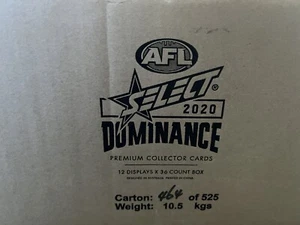 AFL
SELECT®
2020
DOMINANCE
PREMIUM COLLECTOR CARDS
12 DISPLAYS X 36 COUNT BOX
Carton: 464 of 525
Weight: 10.5 kgs